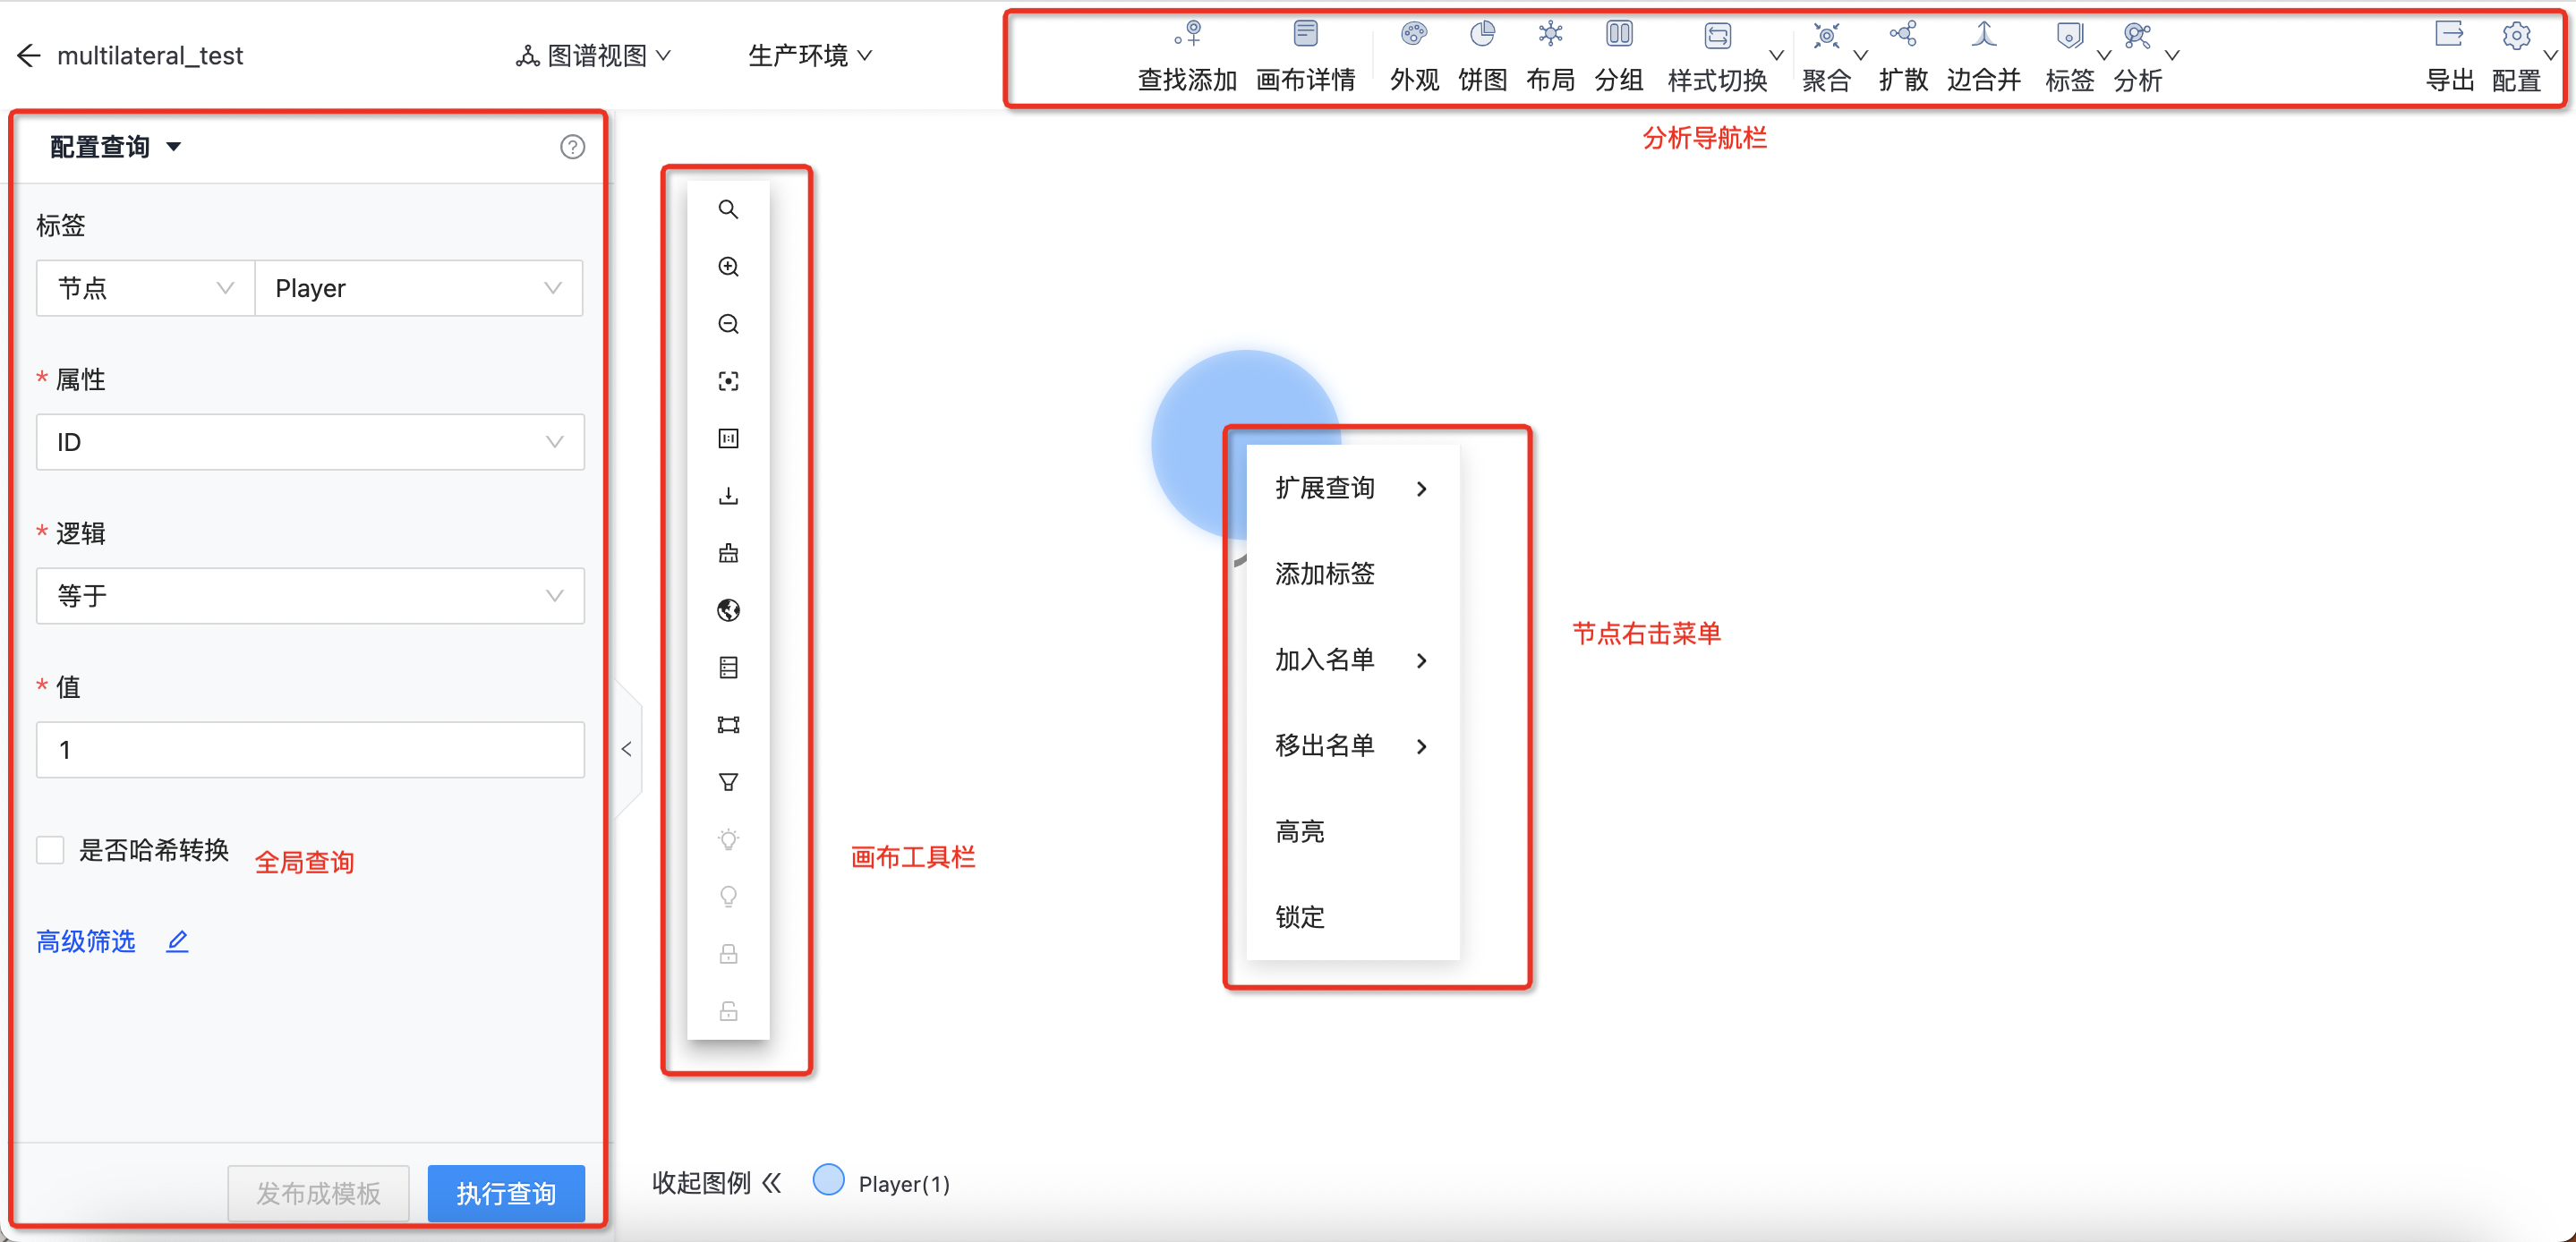 multilateral_test
图谱视图
生产环境
查找添加 画布详情 外观 饼图 布局 分组 样式切换 聚合 扩散 边合并 标签 分析 导出 配置
分析导航栏
配置查询
标签
节点 Player
* 属性
ID
* 逻辑
等于
* 值
1
是否哈希转换
全局查询
高级筛选
发布成模板 执行查询
画布工具栏
扩展查询
添加标签
加入名单
移出名单
高亮
锁定
节点右击菜单
收起图例
Player(1)